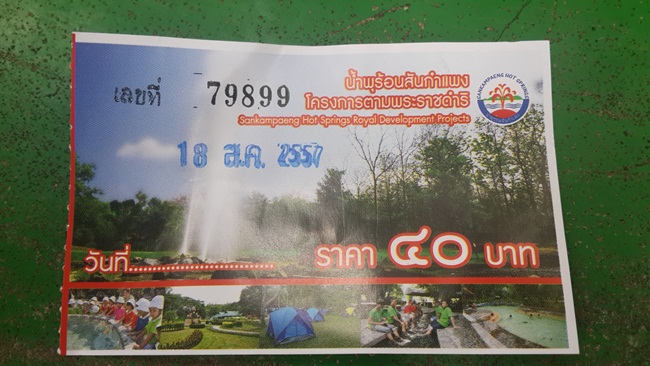 เลขที่ 79899
น้ำพุร้อนสันกำแพง
โครงการตามพระราชดำริ
Sankampaeng Hot Springs Royal Development Projects
SANKAMPAENG HOT SPRINGS
18 ส.ค. 2557
วันที่............................ ราคา ๔๐ บาท